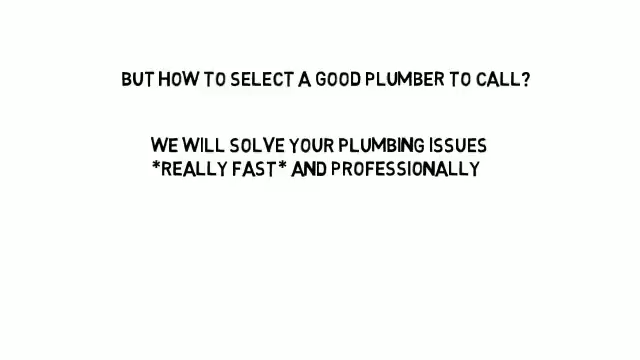 BUT HOW TO SELECT A GOOD PLUMBER TO CALL?
WE WILL SOLVE YOUR PLUMBING ISSUES
*REALLY FAST* AND PROFESSIONALLY